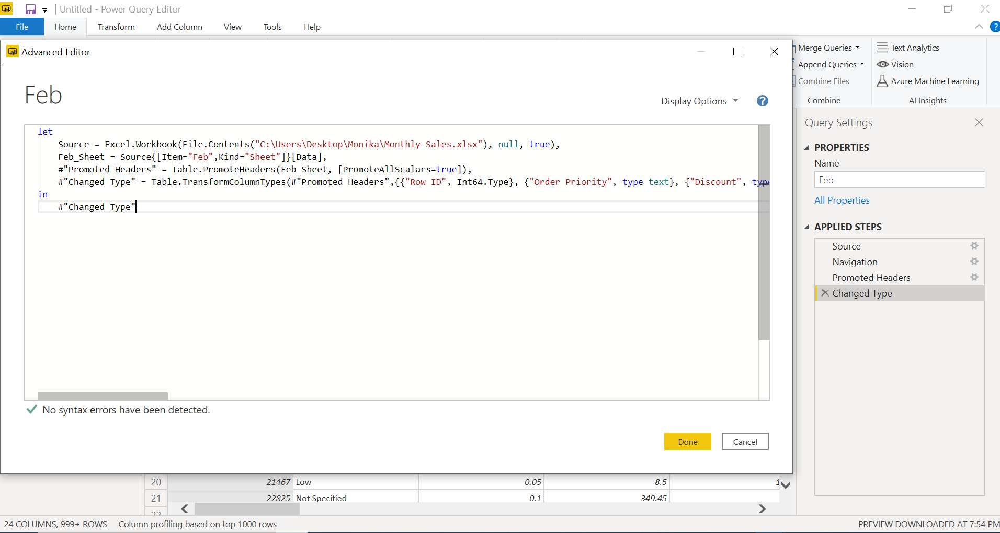 Untitled - Power Query Editor
File Home Transform Add Column View Tools Help ?
Advanced Editor
Merge Queries
Append Queries
Combine Files
Combine
Text Analytics
Vision
Azure Machine Learning
AI Insights
Feb
Display Options ?
let
Source = Excel.Workbook(File.Contents("C:\Users\Desktop\Monika\Monthly Sales.xlsx"), null, true),
Feb_Sheet = Source{[Item="Feb",Kind="Sheet"]}[Data],
#"Promoted Headers" = Table.PromoteHeaders(Feb_Sheet, [PromoteAllScalars=true]),
#"Changed Type" = Table.TransformColumnTypes(#"Promoted Headers",{{"Row ID", Int64.Type}, {"Order Priority", type text}, {"Discount", type
in
#"Changed Type"
No syntax errors have been detected.
Done Cancel
Query Settings
PROPERTIES
Name
Feb
All Properties
APPLIED STEPS
Source
Navigation
Promoted Headers
Changed Type
20 21467 Low 0.05 8.5 1
21 22825 Not Specified 0.1 349.45
22
24 COLUMNS, 999+ ROWS Column profiling based on top 1000 rows PREVIEW DOWNLOADED AT 7:54 PM